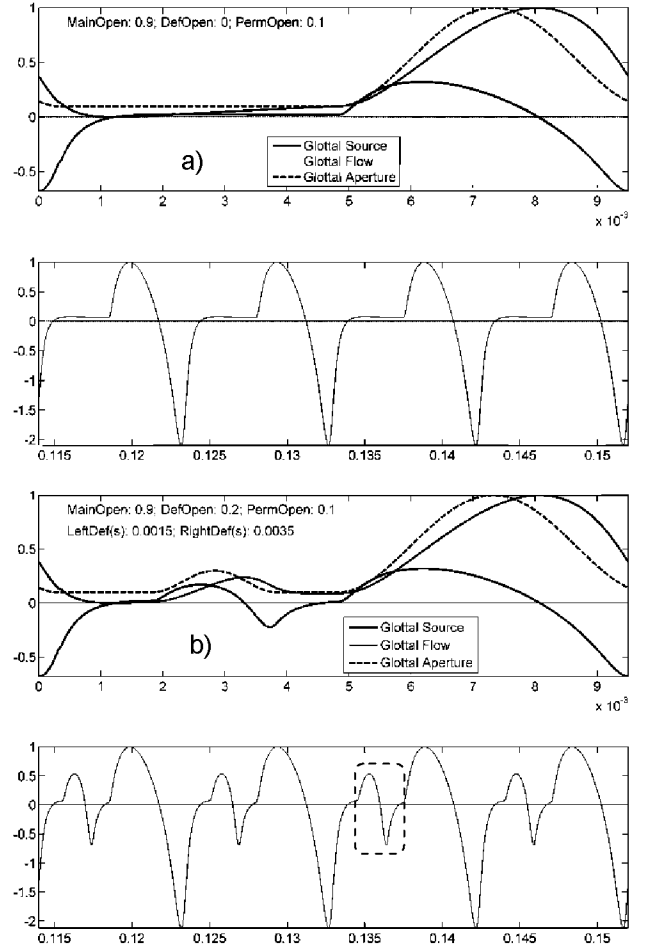 1
MainOpen: 0.9; DefOpen: 0; PermOpen: 0.1
0.5
Glottal Source
Glottal Flow
Glottal Aperture
0
a)
-0.5
0 1 2 3 4 5 6 7 8 9
x 10⁻³
1
0.5
0
-0.5
-1
-1.5
-2
0.115 0.12 0.125 0.13 0.135 0.14 0.145 0.15
1
MainOpen: 0.9; DefOpen: 0.2; PermOpen: 0.1
LeftDef(s): 0.0015; RightDef(s): 0.0035
0.5
0
b)
Glottal Source
Glottal Flow
Glottal Aperture
-0.5
0 1 2 3 4 5 6 7 8 9
x 10⁻³
1
0.5
0
-0.5
-1
-1.5
-2
0.115 0.12 0.125 0.13 0.135 0.14 0.145 0.15